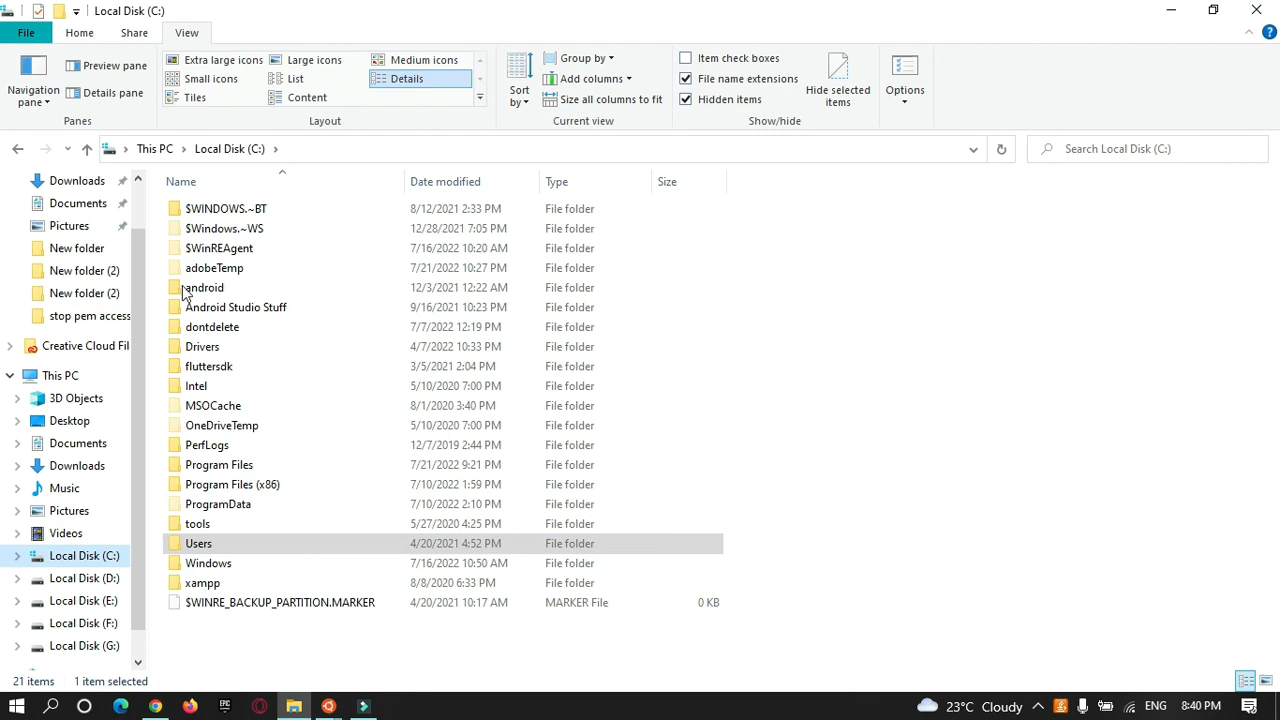 Local Disk (C:)
File Home Share View
Navigation pane
Preview pane
Details pane
Panes
Extra large icons Large icons Medium icons
Small icons List Details
Tiles Content
Layout
Sort by
Group by
Add columns
Size all columns to fit
Current view
Item check boxes
File name extensions
Hidden items
Hide selected items
Show/hide
Options
This PC Local Disk (C:)
Search Local Disk (C:)
Downloads
Documents
Pictures
New folder
New folder (2)
New folder (2)
stop pem access
Creative Cloud Fil
This PC
3D Objects
Desktop
Documents
Downloads
Music
Pictures
Videos
Local Disk (C:)
Local Disk (D:)
Local Disk (E:)
Local Disk (F:)
Local Disk (G:)
Name Date modified Type Size
$WINDOWS.~BT 8/12/2021 2:33 PM File folder
$Windows.~WS 12/28/2021 7:05 PM File folder
$WinREAgent 7/16/2022 10:20 AM File folder
adobeTemp 7/21/2022 10:27 PM File folder
android 12/3/2021 12:22 AM File folder
Android Studio Stuff 9/16/2021 10:23 PM File folder
dontdelete 7/7/2022 12:19 PM File folder
Drivers 4/7/2022 10:33 PM File folder
fluttersdk 3/5/2021 2:04 PM File folder
Intel 5/10/2020 7:00 PM File folder
MSOCache 8/1/2020 3:40 PM File folder
OneDriveTemp 5/10/2020 7:00 PM File folder
PerfLogs 12/7/2019 2:44 PM File folder
Program Files 7/21/2022 9:21 PM File folder
Program Files (x86) 7/10/2022 1:59 PM File folder
ProgramData 7/10/2022 2:10 PM File folder
tools 5/27/2020 4:25 PM File folder
Users 4/20/2021 4:52 PM File folder
Windows 7/16/2022 10:50 AM File folder
xampp 8/8/2020 6:33 PM File folder
$WINRE_BACKUP_PARTITION.MARKER 4/20/2021 10:17 AM MARKER File 0 KB
21 items 1 item selected
EPIC GAMES
23°C Cloudy ENG 8:40 PM